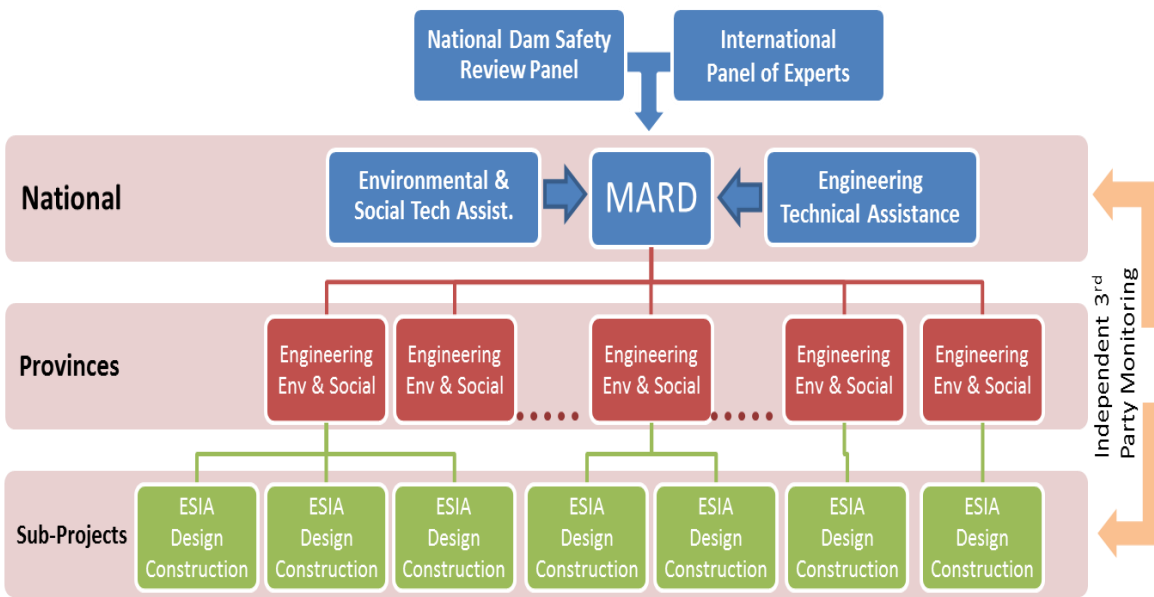 National Dam Safety
Review Panel
International
Panel of Experts
National
Environmental &
Social Tech Assist.
MARD
Engineering
Technical Assistance
Provinces
Engineering
Env & Social
Engineering
Env & Social
Engineering
Env & Social
Engineering
Env & Social
Engineering
Env & Social
Sub-Projects
ESIA
Design
Construction
ESIA
Design
Construction
ESIA
Design
Construction
ESIA
Design
Construction
ESIA
Design
Construction
ESIA
Design
Construction
ESIA
Design
Construction
Independent 3rd
Party Monitoring